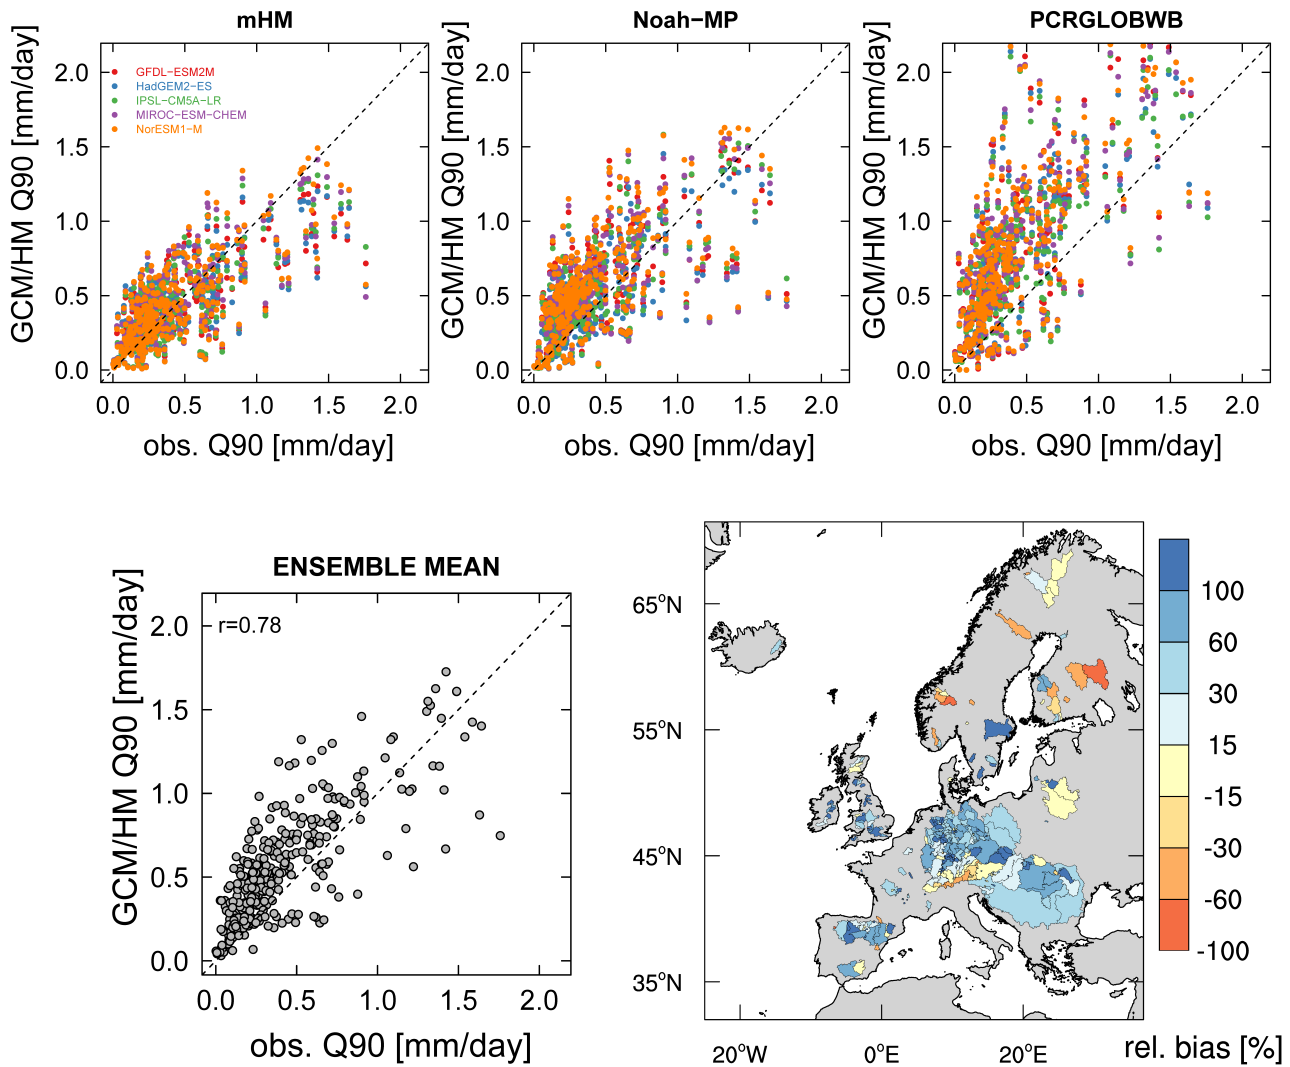 mHM
GCM/HM Q90 [mm/day]
2.0
1.5
1.0
0.5
0.0
GFDL−ESM2M
HadGEM2−ES
IPSL−CM5A−LR
MIROC−ESM−CHEM
NorESM1−M
0.0 0.5 1.0 1.5 2.0
obs. Q90 [mm/day]
Noah−MP
GCM/HM Q90 [mm/day]
2.0
1.5
1.0
0.5
0.0
0.0 0.5 1.0 1.5 2.0
obs. Q90 [mm/day]
PCRGLOBWB
GCM/HM Q90 [mm/day]
2.0
1.5
1.0
0.5
0.0
0.0 0.5 1.0 1.5 2.0
obs. Q90 [mm/day]
ENSEMBLE MEAN
GCM/HM Q90 [mm/day]
r=0.78
2.0
1.5
1.0
0.5
0.0
0.0 0.5 1.0 1.5 2.0
obs. Q90 [mm/day]
65°N
55°N
45°N
35°N
20°W 0°E 20°E
100
60
30
15
-15
-30
-60
-100
rel. bias [%]